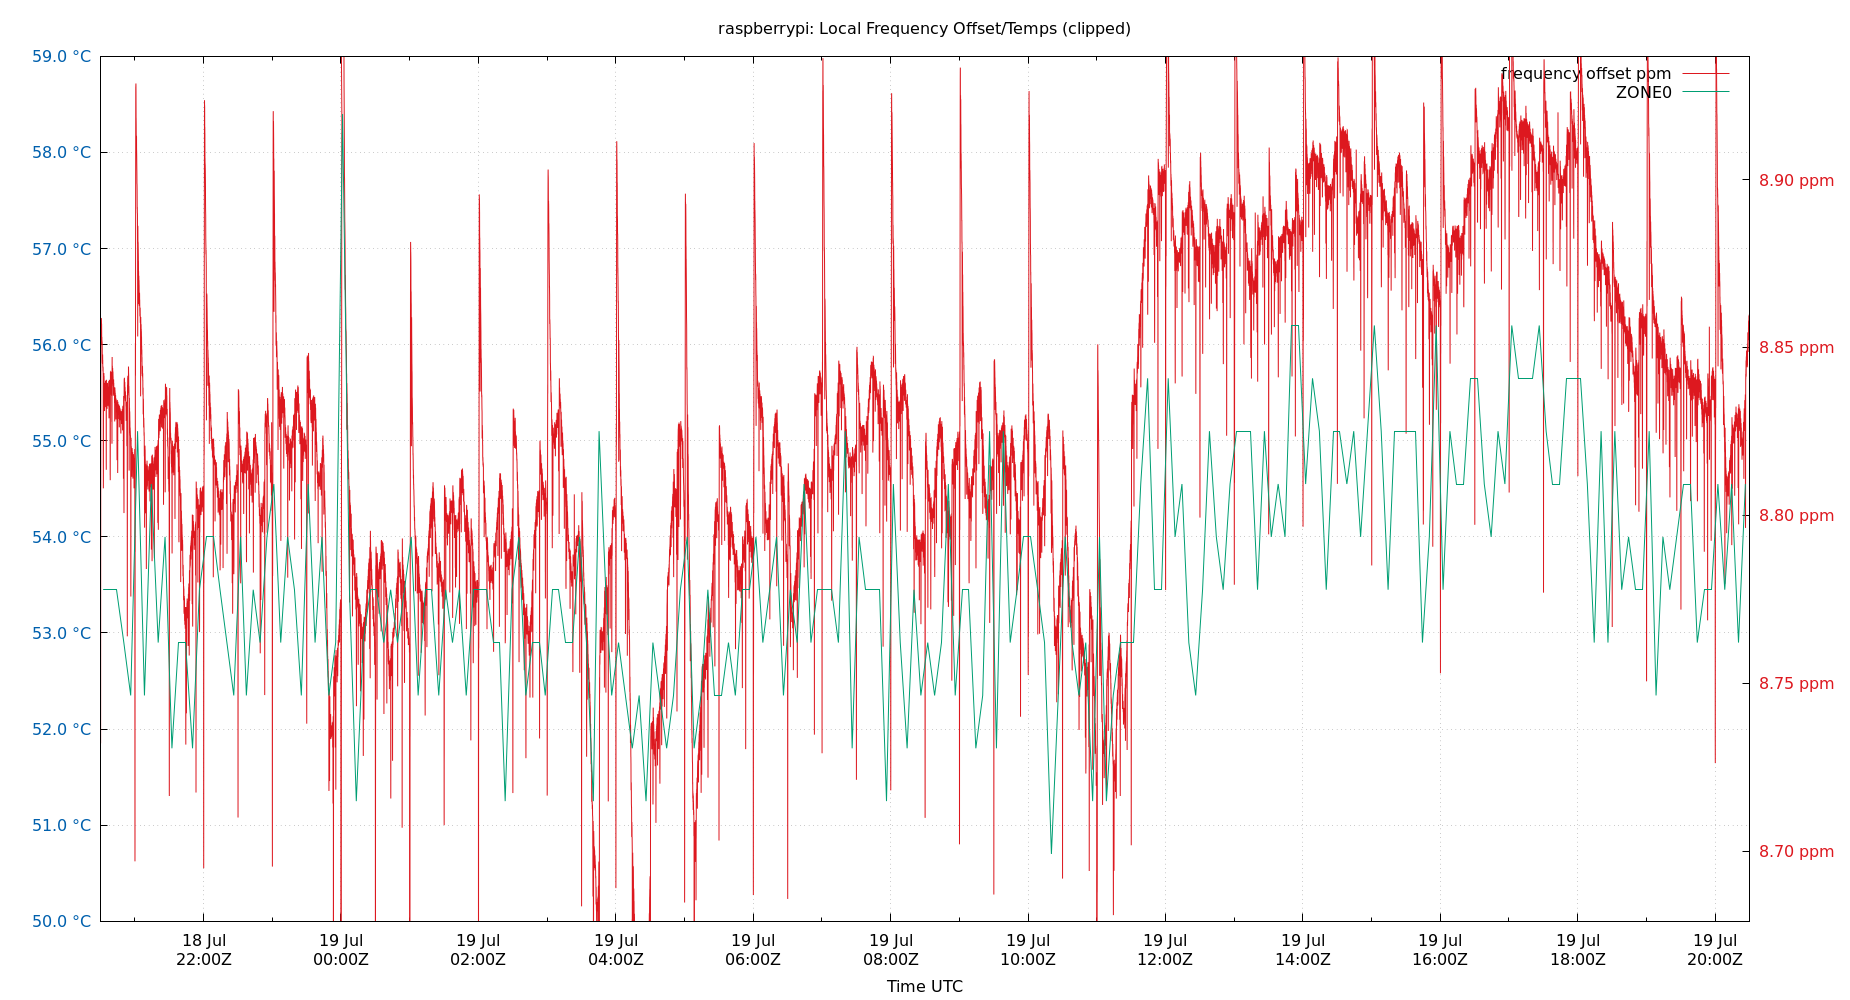 raspberrypi: Local Frequency Offset/Temps (clipped)
59.0 °C
58.0 °C
57.0 °C
56.0 °C
55.0 °C
54.0 °C
53.0 °C
52.0 °C
51.0 °C
50.0 °C
frequency offset ppm
ZONE0
8.90 ppm
8.85 ppm
8.80 ppm
8.75 ppm
8.70 ppm
18 Jul 19 Jul 19 Jul 19 Jul 19 Jul 19 Jul 19 Jul 19 Jul 19 Jul 19 Jul 19 Jul 19 Jul
22:00Z 00:00Z 02:00Z 04:00Z 06:00Z 08:00Z 10:00Z 12:00Z 14:00Z 16:00Z 18:00Z 20:00Z
Time UTC